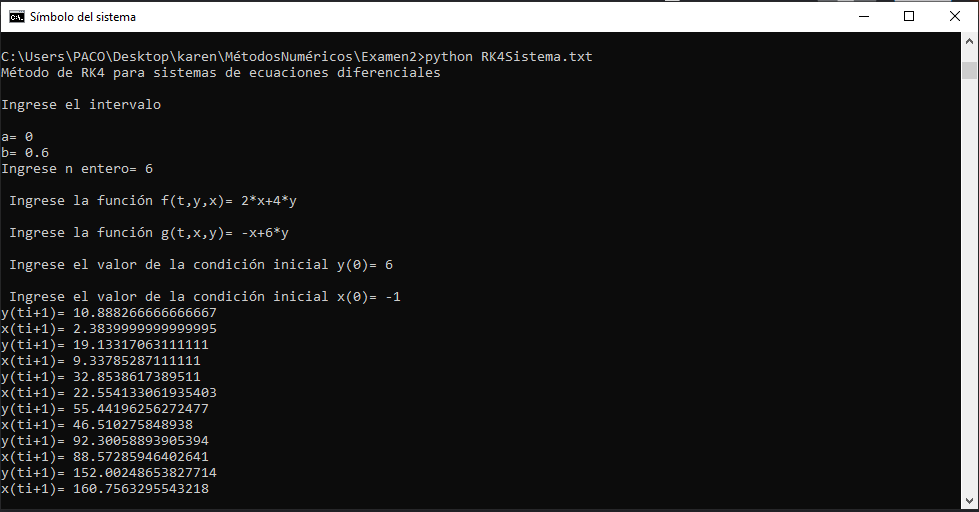 Símbolo del sistema
C:\Users\PACO\Desktop\karen\MétodosNuméricos\Examen2>python RK4Sistema.txt
Método de RK4 para sistemas de ecuaciones diferenciales
Ingrese el intervalo
a= 0
b= 0.6
Ingrese n entero= 6
Ingrese la función f(t,y,x)= 2*x+4*y
Ingrese la función g(t,x,y)= -x+6*y
Ingrese el valor de la condición inicial y(0)= 6
Ingrese el valor de la condición inicial x(0)= -1
y(ti+1)= 10.888266666666667
x(ti+1)= 2.3839999999999995
y(ti+1)= 19.13317063111111
x(ti+1)= 9.33785287111111
y(ti+1)= 32.8538617389511
x(ti+1)= 22.554133061935403
y(ti+1)= 55.44196256272477
x(ti+1)= 46.510275848938
y(ti+1)= 92.30058893905394
x(ti+1)= 88.57285946402641
y(ti+1)= 152.00248653827714
x(ti+1)= 160.7563295543218